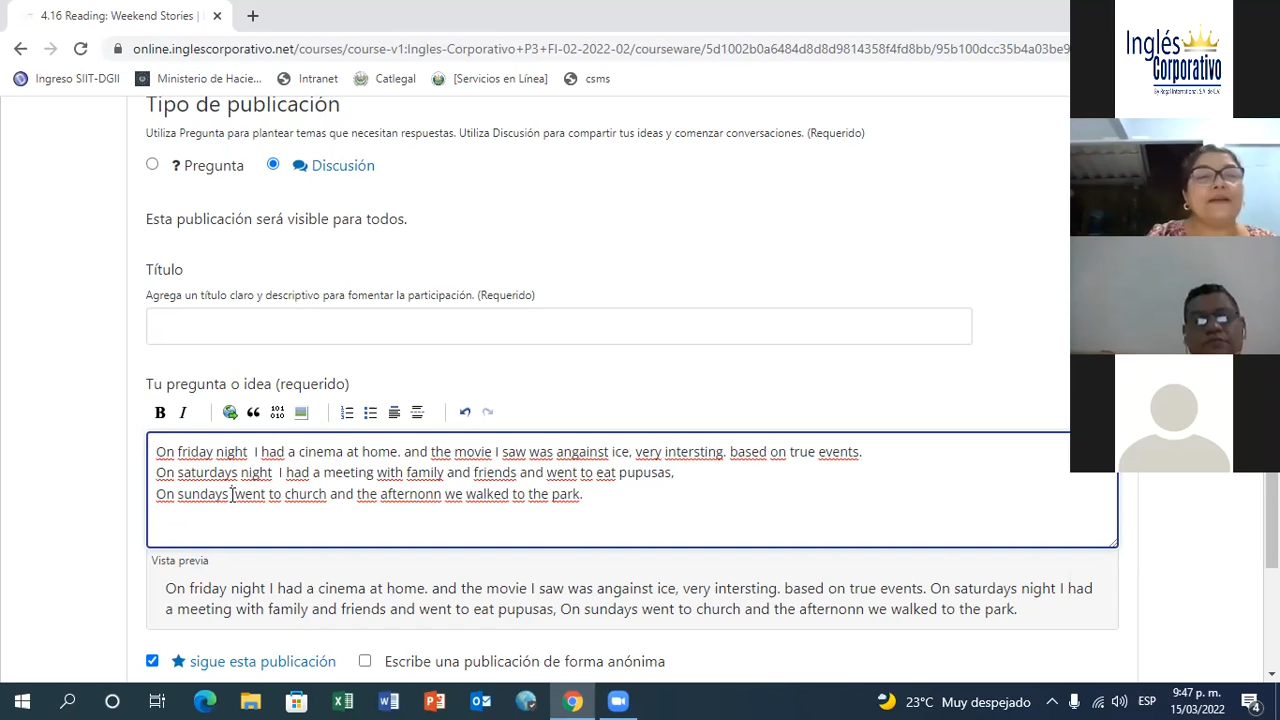 4.16 Reading: Weekend Stories |
online.inglescorporativo.net/courses/course-v1:Ingles-Corporativo+P3+FI-02-2022-02/courseware/5d1002b0a6484d8d8d9814358f4fd8bb/95b100dcc35b4a03be9
Ingreso SIIT-DGII Ministerio de Hacie... Intranet Catlegal [Servicios en Línea] csms
Inglés
Corporativo
By Regal International, S.A. de C.V.
Tipo de publicación
Utiliza Pregunta para plantear temas que necesitan respuestas. Utiliza Discusión para compartir tus ideas y comenzar conversaciones. (Requerido)
? Pregunta Discusión
Esta publicación será visible para todos.
Título
Agrega un título claro y descriptivo para fomentar la participación. (Requerido)
Tu pregunta o idea (requerido)
B I 101 010
On friday night I had a cinema at home. and the movie I saw was angainst ice, very intersting. based on true events.
On saturdays night I had a meeting with family and friends and went to eat pupusas,
On sundays went to church and the afternonn we walked to the park.
Vista previa
On friday night I had a cinema at home. and the movie I saw was angainst ice, very intersting. based on true events. On saturdays night I had
a meeting with family and friends and went to eat pupusas, On sundays went to church and the afternonn we walked to the park.
sigue esta publicación Escribe una publicación de forma anónima
23°C Muy despejado ESP 9:47 p. m.
15/03/2022 4